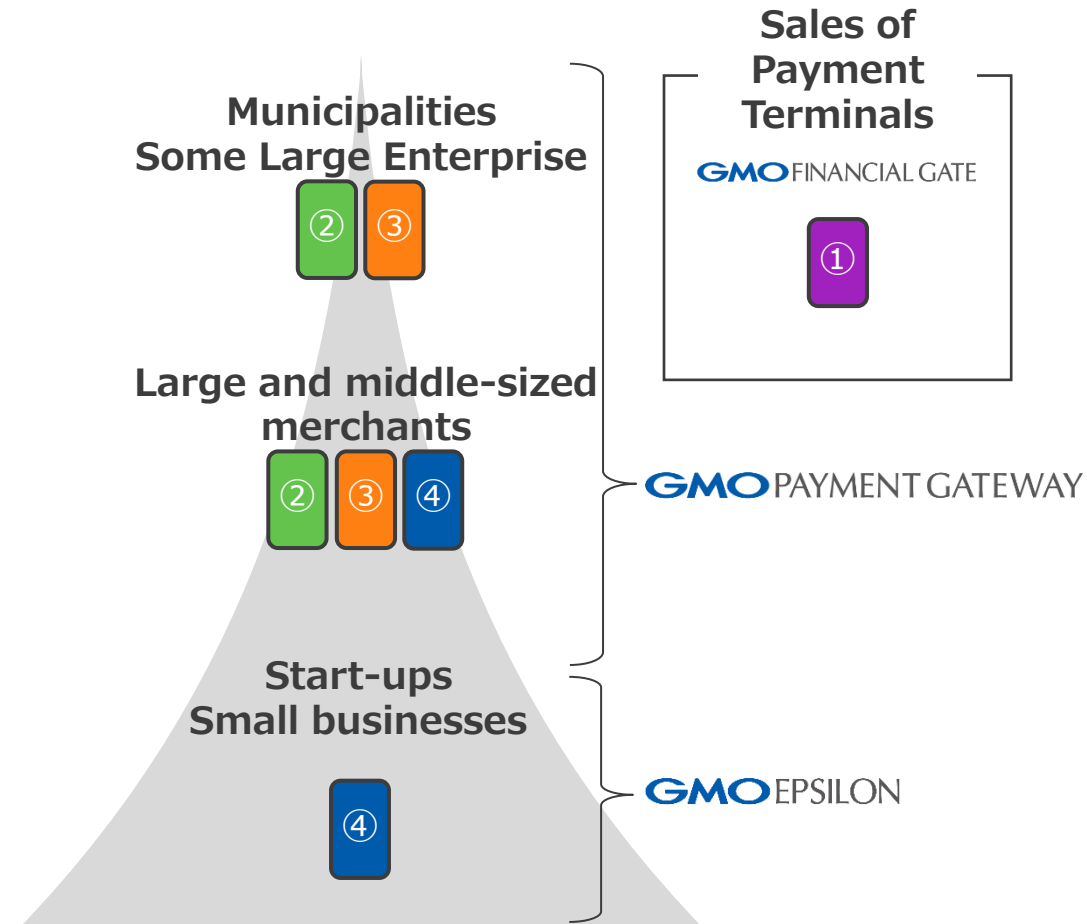 Sales of
Payment
Terminals
GMO FINANCIAL GATE
①
Municipalities
Some Large Enterprise
② ③
Large and middle-sized
merchants
② ③ ④
GMO PAYMENT GATEWAY
Start-ups
Small businesses
④
GMO EPSILON